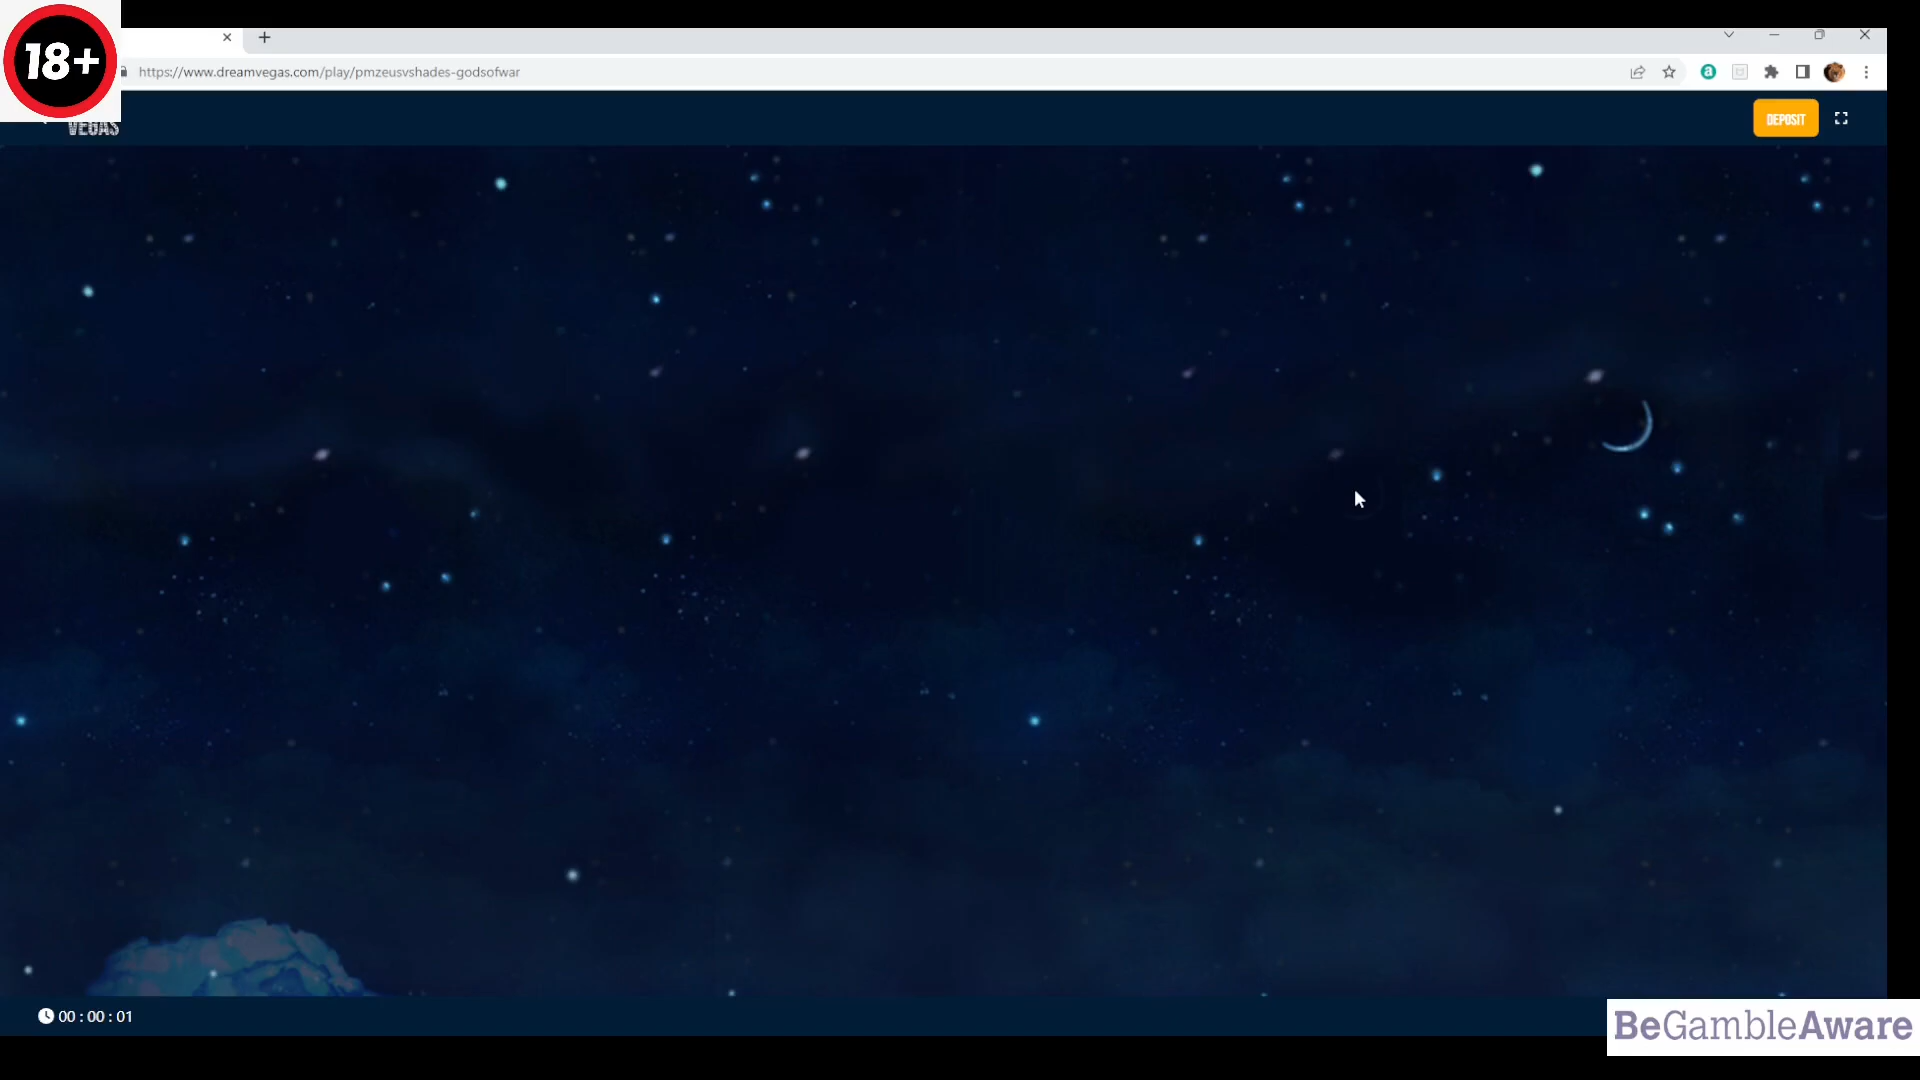 18+
https://www.dreamvegas.com/play/pmzeusvshades-godsofwar
VEGAS
DEPOSIT
00 : 00 : 01
BeGambleAware